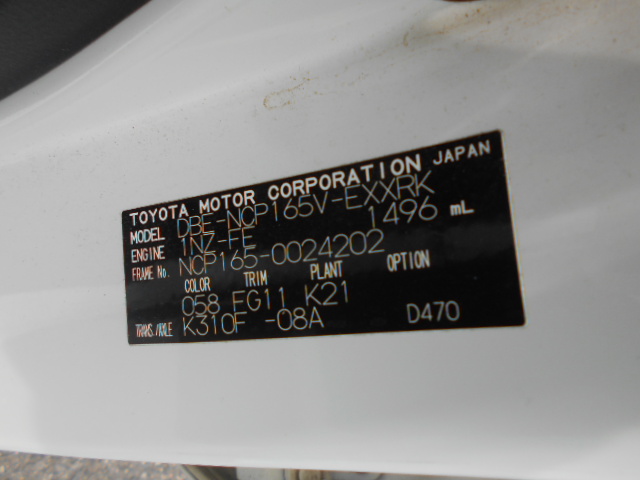 TOYOTA MOTOR CORPORATION JAPAN
MODEL DBE-NCP165V-EXXRK
ENGINE 1NZ-FE 1496 mL
FRAME No. NCP165-0024202
COLOR TRIM PLANT OPTION
058 FG11 K21
TRANS./AXLE K310F -08A D470